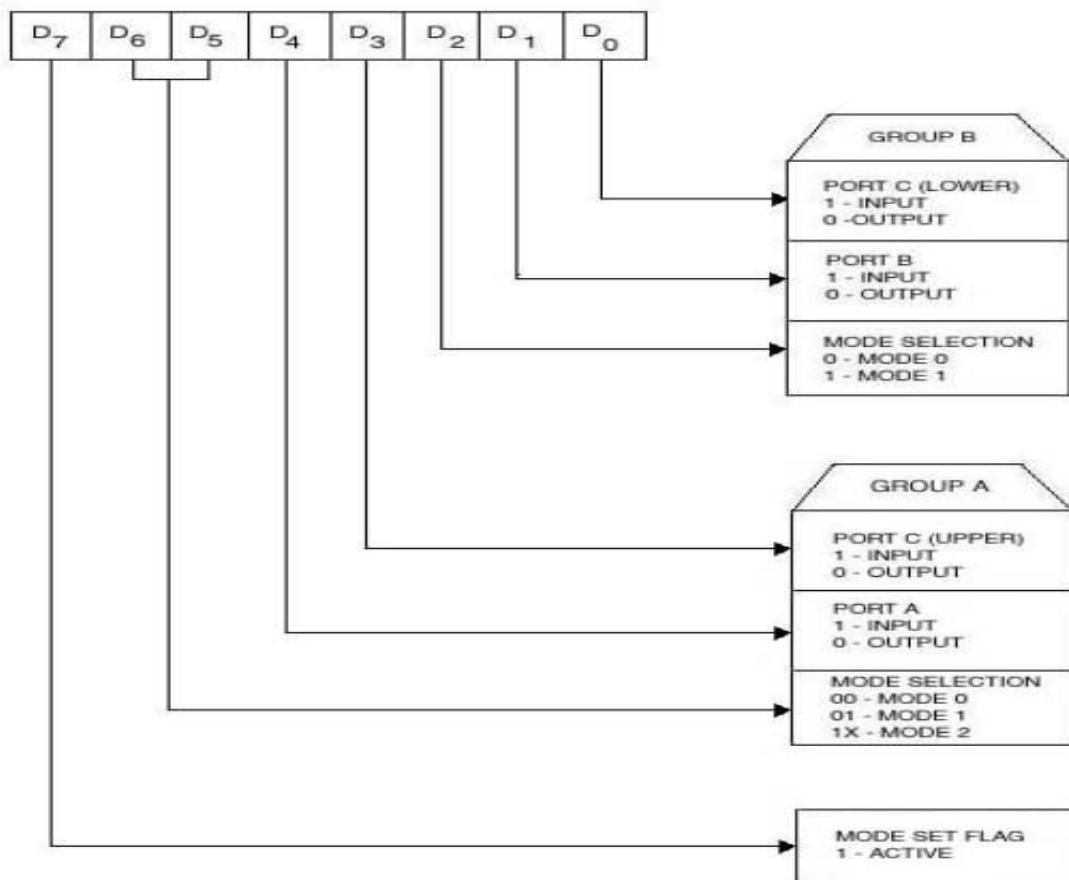 D7 D6 D5 D4 D3 D2 D1 D0
GROUP B
PORT C (LOWER)
1 - INPUT
0 -OUTPUT
PORT B
1 - INPUT
0 - OUTPUT
MODE SELECTION
0 - MODE 0
1 - MODE 1
GROUP A
PORT C (UPPER)
1 - INPUT
0 - OUTPUT
PORT A
1 - INPUT
0 - OUTPUT
MODE SELECTION
00 - MODE 0
01 - MODE 1
1X - MODE 2
MODE SET FLAG
1 - ACTIVE